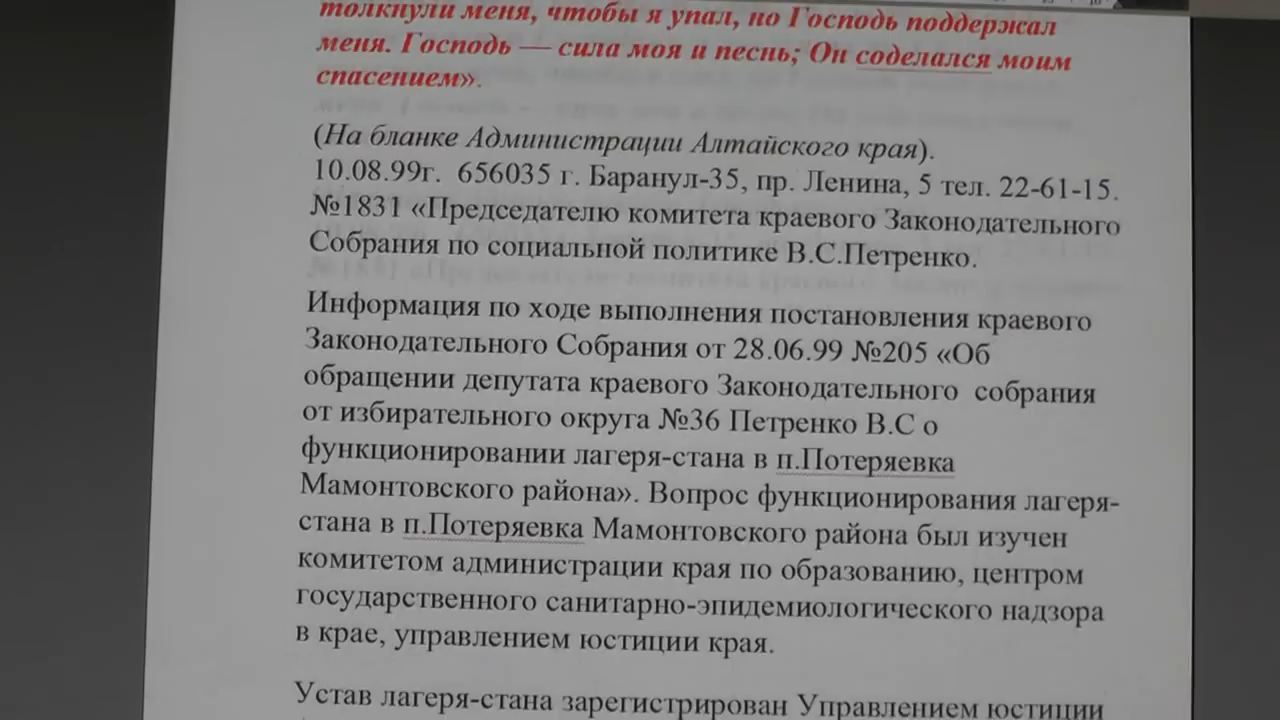 толкнули меня, чтобы я упал, но Господь поддержал
меня. Господь — сила моя и песнь; Он соделался моим
спасением».
(На бланке Администрации Алтайского края).
10.08.99г. 656035 г. Баранул-35, пр. Ленина, 5 тел. 22-61-15.
№1831 «Председателю комитета краевого Законодательного
Собрания по социальной политике В.С.Петренко.
Информация по ходе выполнения постановления краевого
Законодательного Собрания от 28.06.99 №205 «Об
обращении депутата краевого Законодательного собрания
от избирательного округа №36 Петренко В.С о
функционировании лагеря-стана в п.Потеряевка
Мамонтовского района». Вопрос функционирования лагеря-
стана в п.Потеряевка Мамонтовского района был изучен
комитетом администрации края по образованию, центром
государственного санитарно-эпидемиологического надзора
в крае, управлением юстиции края.
Устав лагеря-стана зарегистрирован Управлением юстиции